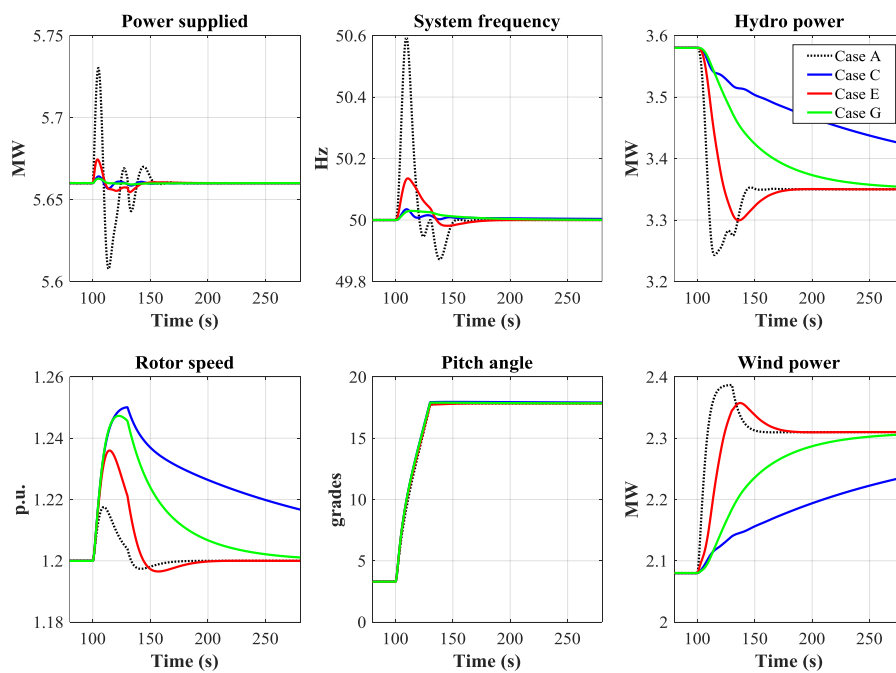 Power supplied
5.75
5.7
5.65
5.6
MW
100 150 200 250
Time (s)
System frequency
50.6
50.4
50.2
50
49.8
Hz
100 150 200 250
Time (s)
Hydro power
3.6
3.5
3.4
3.3
3.2
MW
Case A
Case C
Case E
Case G
100 150 200 250
Time (s)
Rotor speed
1.26
1.24
1.22
1.2
1.18
p.u.
100 150 200 250
Time (s)
Pitch angle
20
15
10
5
0
grades
100 150 200 250
Time (s)
Wind power
2.4
2.3
2.2
2.1
2
MW
100 150 200 250
Time (s)